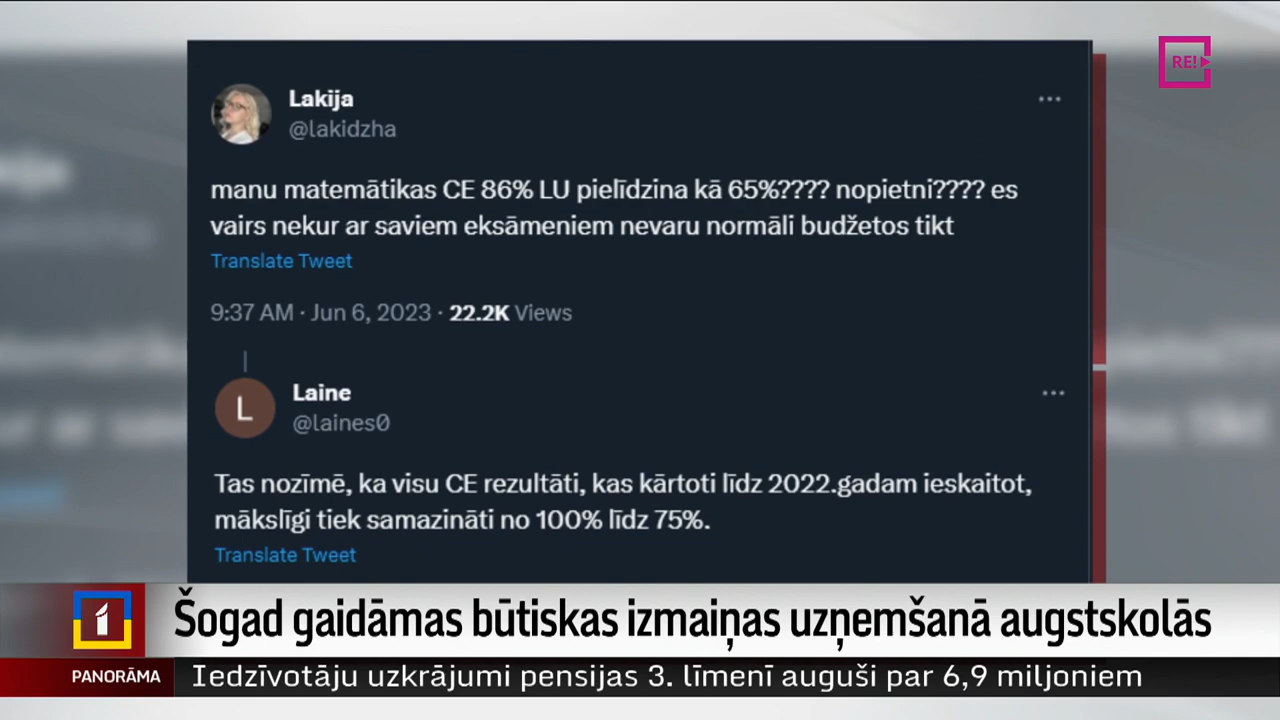 RE!
Lakija
@lakidzha
manu matemātikas CE 86% LU pielīdzina kā 65%???? nopietni???? es
vairs nekur ar saviem eksāmeniem nevaru normāli budžetos tikt
Translate Tweet
9:37 AM · Jun 6, 2023 · 22.2K Views
L
Laine
@laines0
Tas nozīmē, ka visu CE rezultāti, kas kārtoti līdz 2022.gadam ieskaitot,
mākslīgi tiek samazināti no 100% līdz 75%.
Translate Tweet
1
Šogad gaidāmas būtiskas izmaiņas uzņemšanā augstskolās
PANORĀMA
Iedzīvotāju uzkrājumi pensijas 3. līmenī auguši par 6,9 miljoniem